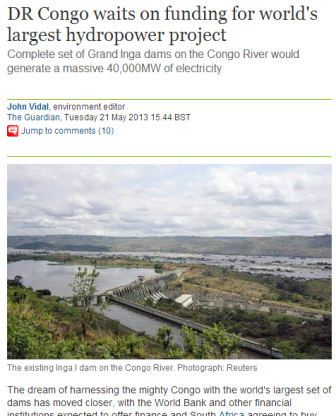 DR Congo waits on funding for world's
largest hydropower project
Complete set of Grand Inga dams on the Congo River would
generate a massive 40,000MW of electricity
John Vidal, environment editor
The Guardian, Tuesday 21 May 2013 15.44 BST
Jump to comments (10)
The existing Inga I dam on the Congo River. Photograph: Reuters
The dream of harnessing the mighty Congo with the world's largest set of
dams has moved closer, with the World Bank and other financial
institutions expected to offer finance and South Africa agreeing to buy